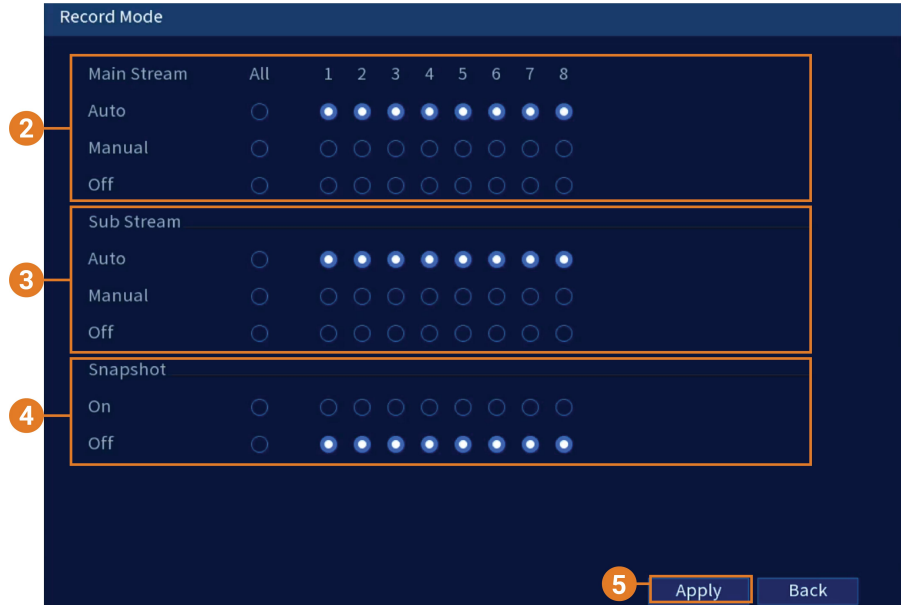 Record Mode
Main Stream All 1 2 3 4 5 6 7 8
Auto
2
Manual
Off
Sub Stream
Auto
3
Manual
Off
Snapshot
On
4
Off
5 Apply Back